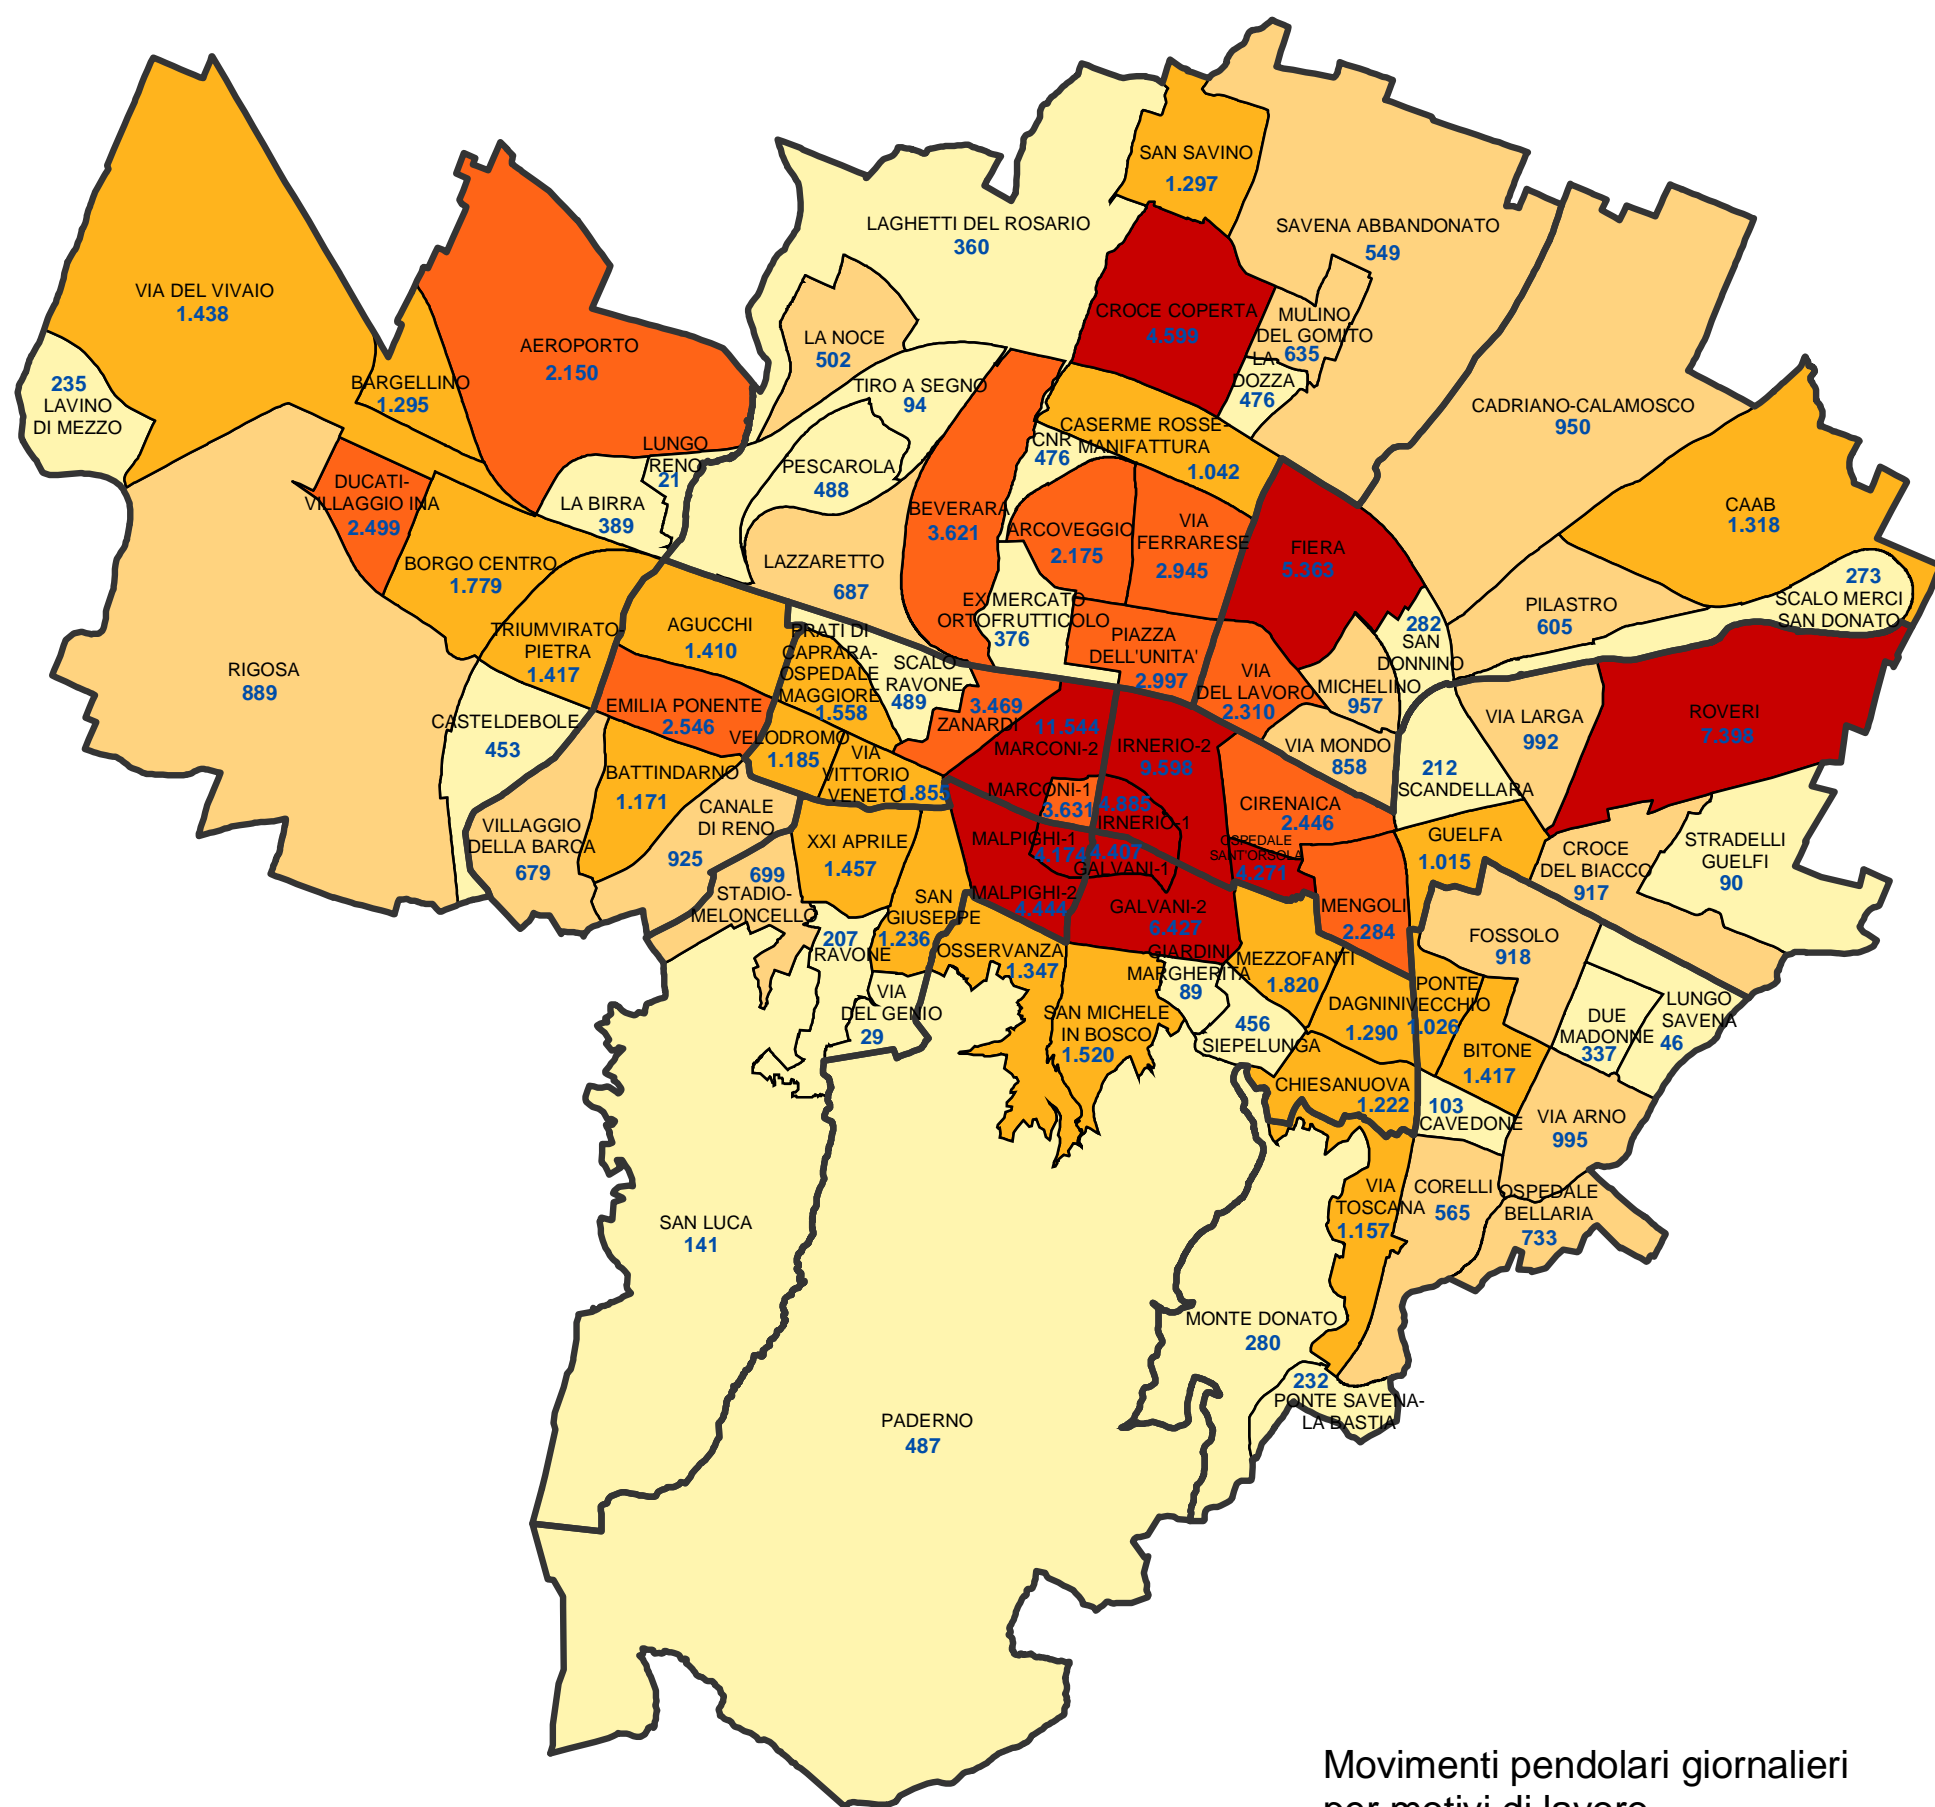 SAN SAVINO
1.297
LAGHETTI DEL ROSARIO
360
SAVENA ABBANDONATO
549
VIA DEL VIVAIO
1.438
CROCE COPERTA
4.599
MULINO
DEL GOMITO
635
LA
DOZZA
476
AEROPORTO
2.150
LA NOCE
502
BARGELLINO
1.295
235
LAVINO
DI MEZZO
TIRO A SEGNO
94
CADRIANO-CALAMOSCO
950
CASERME ROSSE-
MANIFATTURA
1.042
CNR
476
LUNGO
RENO
21
PESCAROLA
488
DUCATI-
VILLAGGIO INA
2.499
LA BIRRA
389
BEVERARA
3.621
ARCOVEGGIO
2.175
VIA
FERRARESE
2.945
FIERA
5.363
CAAB
1.318
BORGO CENTRO
1.779
LAZZARETTO
687
273
SCALO MERCI
SAN DONATO
PILASTRO
605
EX MERCATO
ORTOFRUTTICOLO
376
TRIUMVIRATO-
PIETRA
1.417
AGUCCHI
1.410
PRATI DI
CAPRARA-
OSPEDALE
MAGGIORE
1.558
SCALO
RAVONE
489
PIAZZA
DELL'UNITA'
2.997
282
SAN
DONNINO
RIGOSA
889
VIA
DEL LAVORO
2.310
MICHELINO
957
EMILIA PONENTE
2.546
3.469
ZANARDI
11.544
MARCONI-2
IRNERIO-2
9.598
VIA LARGA
992
ROVERI
7.398
CASTELDEBOLE
453
VELODROMO
1.185
VIA
VITTORIO
VENETO
1.855
VIA MONDO
858
212
SCANDELLARA
BATTINDARNO
1.171
MARCONI-1
3.631
4.885
IRNERIO-1
CIRENAICA
2.446
CANALE
DI RENO
925
VILLAGGIO
DELLA BARCA
679
XXI APRILE
1.457
MALPIGHI-1
4.174
4.407
GALVANI-1
OSPEDALE
SANT'ORSOLA
4.271
GUELFA
1.015
CROCE
DEL BIACCO
917
STRADELLI
GUELFI
90
699
STADIO-
MELONCELLO
SAN
GIUSEPPE
1.236
MALPIGHI-2
4.444
GALVANI-2
6.427
MENGOLI
2.284
207
RAVONE
OSSERVANZA
1.347
GIARDINI
MARGHERITA
89
MEZZOFANTI
1.820
FOSSOLO
918
VIA
DEL GENIO
29
SAN MICHELE
IN BOSCO
1.520
456
SIEPELUNGA
DAGNINI
1.290
PONTE
VECCHIO
1.026
DUE
MADONNE
337
LUNGO
SAVENA
46
BITONE
1.417
CHIESANUOVA
1.222
103
CAVEDONE
VIA ARNO
995
VIA
TOSCANA
1.157
CORELLI
565
OSPEDALE
BELLARIA
733
SAN LUCA
141
MONTE DONATO
280
232
PONTE SAVENA-
LA BASTIA
PADERNO
487
Movimenti pendolari giornalieri
per motivi di lavoro